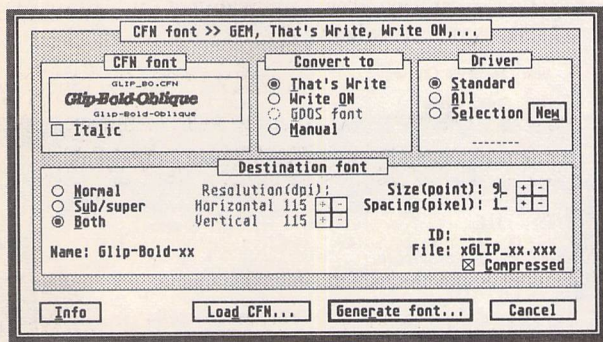 CFN font >> GEM, That's Write, Write ON,...
CFN font
GLIP_BO.CFN
Glip-Bold-Oblique
Glip-Bold-Oblique
Italic
Convert to
That's Write
Write ON
GDOS font
Manual
Driver
Standard
All
Selection New
--------
Destination font
Normal
Sub/super
Both
Resolution(dpi):
Horizontal 115 + -
Vertical 115 + -
Size(point): 9 + -
Spacing(pixel): 1 + -
Name: Glip-Bold-xx
ID: ____
File: xGLIP_xx.xxx
Compressed
Info
Load CFN...
Generate font...
Cancel